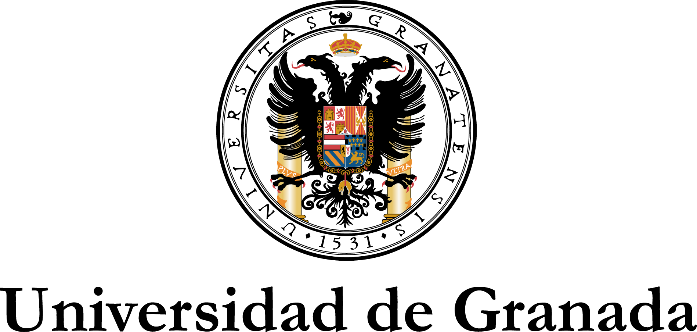 UNIVERSITAS GRANATENSIS
· 1531 ·
Universidad de Granada